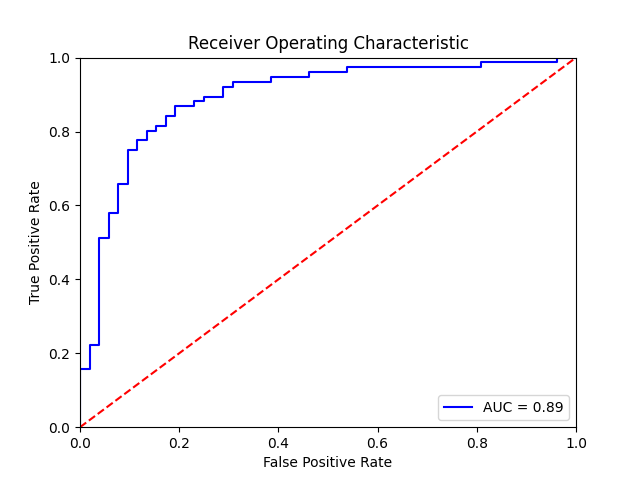 Receiver Operating Characteristic
1.0
0.8
0.6
0.4
0.2
0.0
True Positive Rate
AUC = 0.89
0.0 0.2 0.4 0.6 0.8 1.0
False Positive Rate